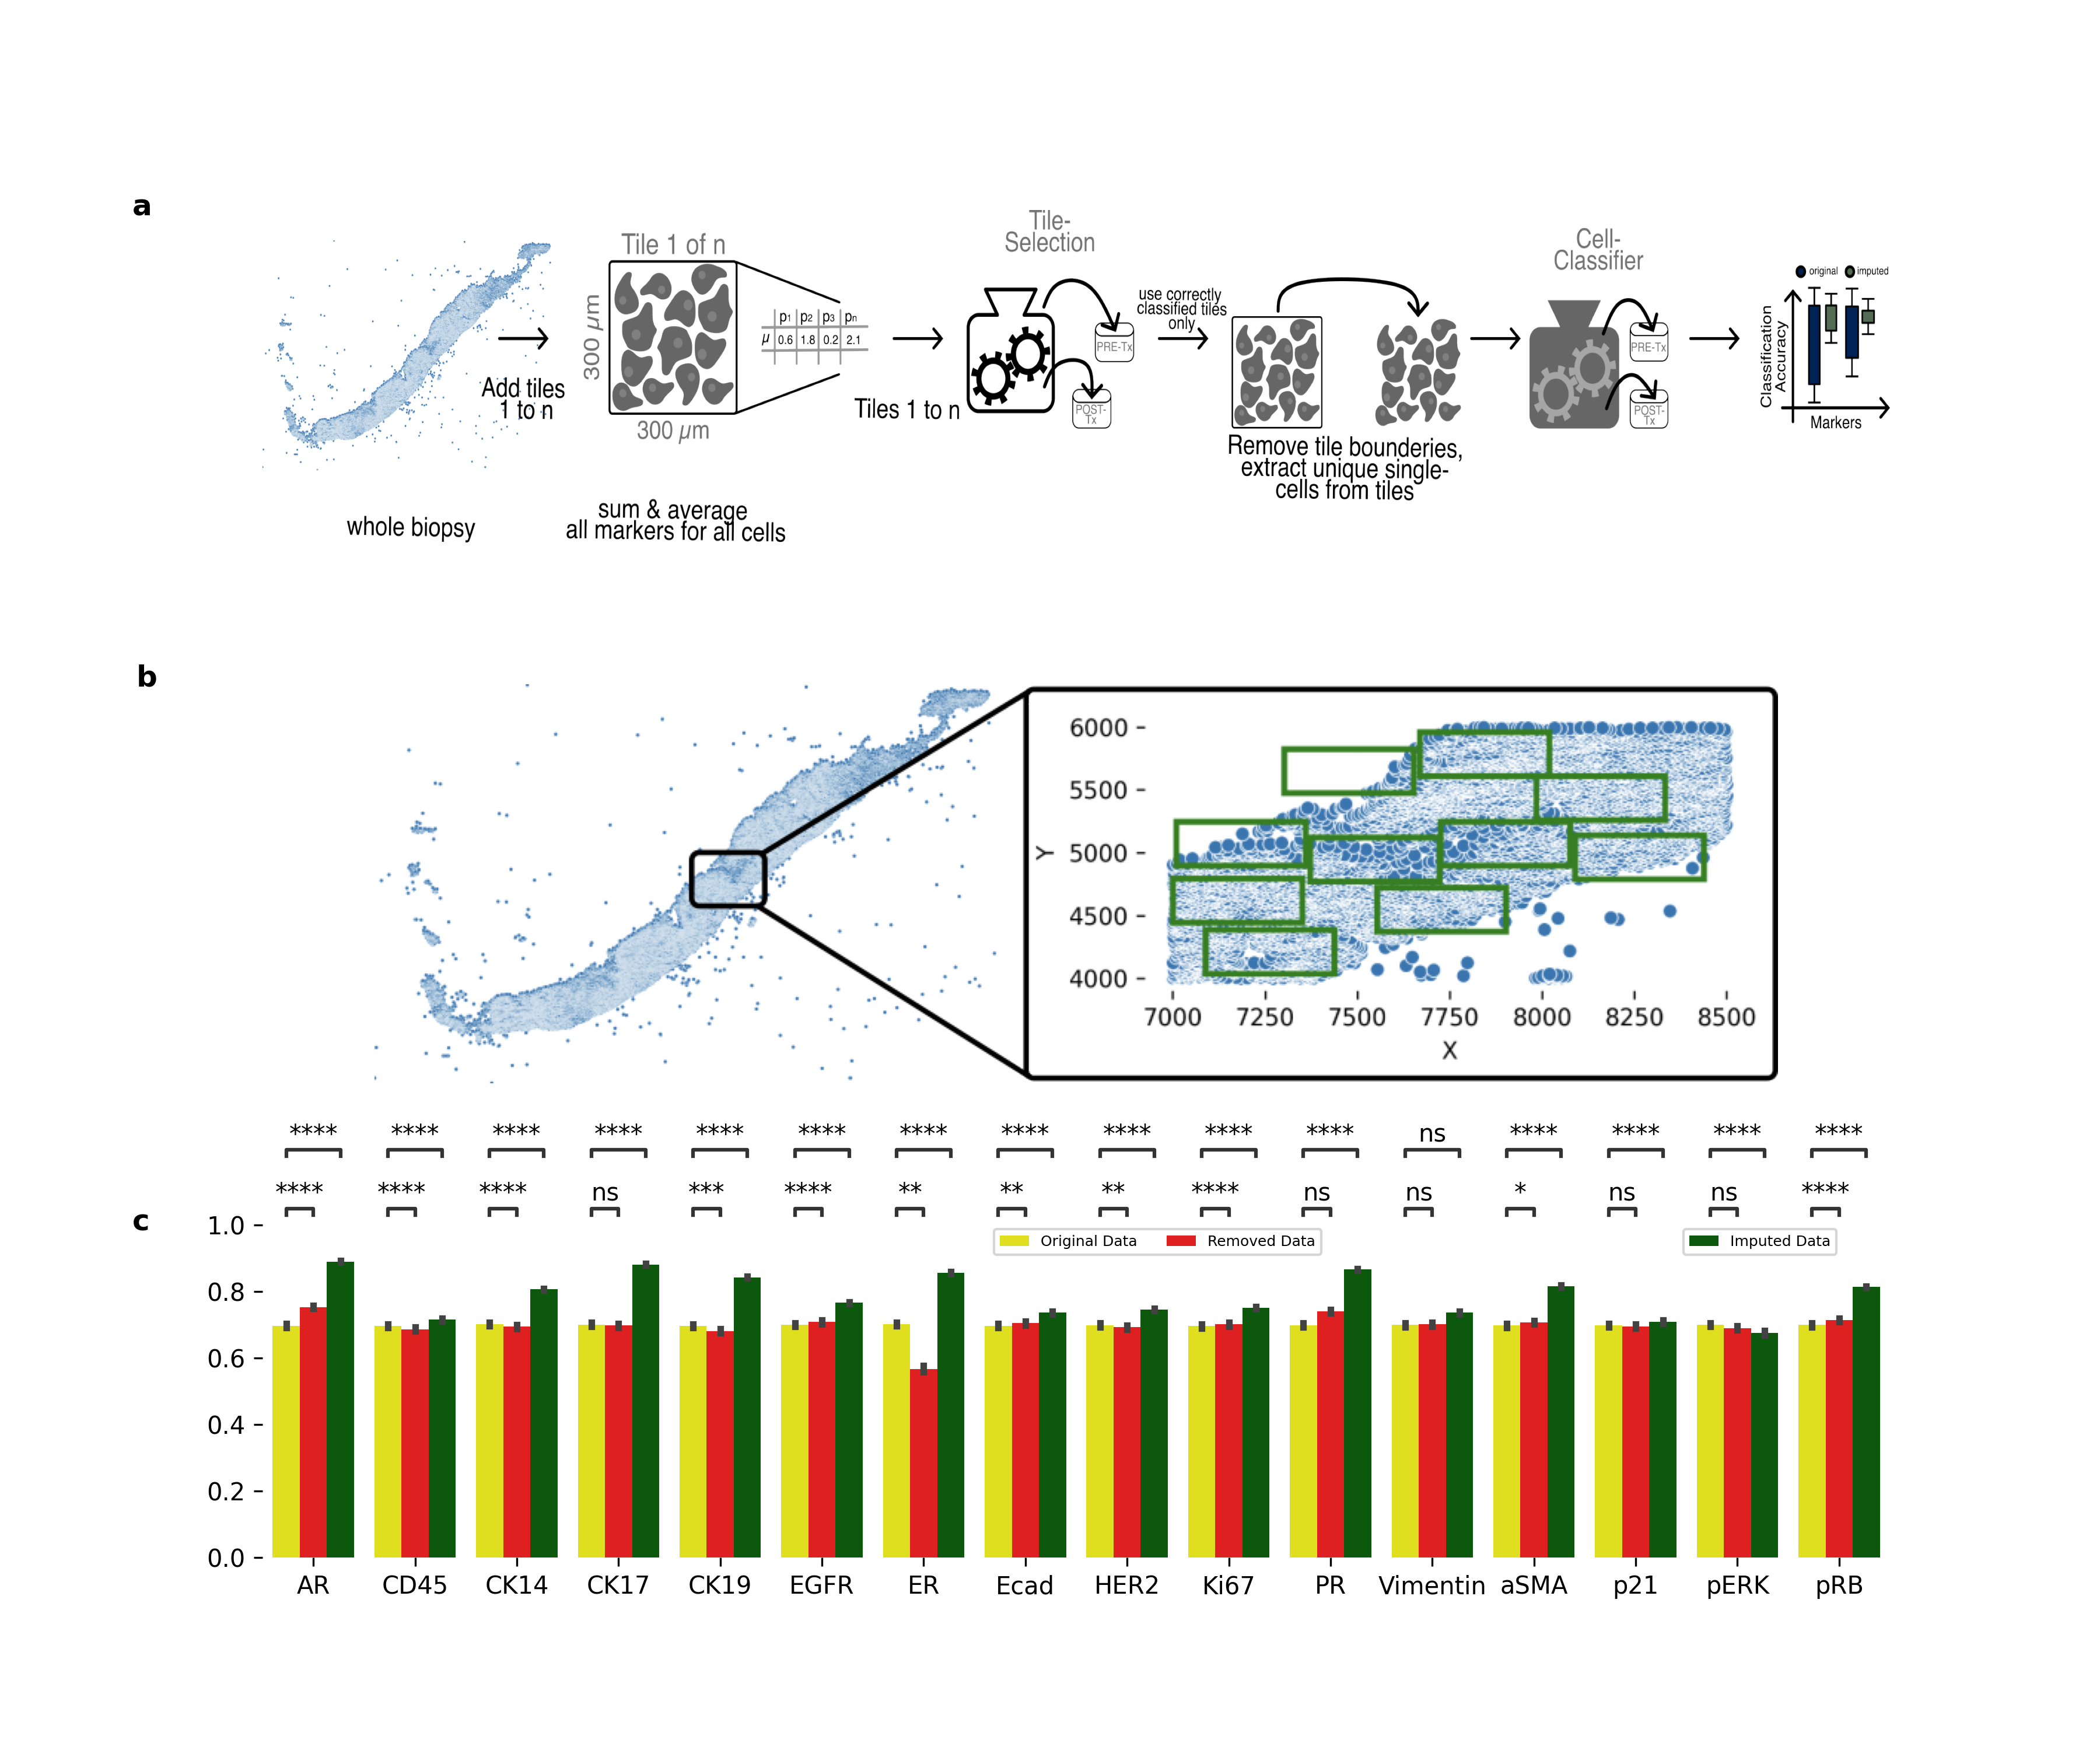 a
Tile 1 of n
300 µm
300 µm
Add tiles
1 to n
whole biopsy
sum & average
all markers for all cells
p1 p2 p3 pn
µ 0.6 1.8 0.2 2.1
Tiles 1 to n
Tile-
Selection
PRE-Tx
POST-
Tx
use correctly
classified tiles
only
Remove tile bounderies,
extract unique single-
cells from tiles
Cell-
Classifier
PRE-Tx
POST-
Tx
original imputed
Classification
Accuracy
Markers
b
6000
5500
5000
4500
4000
Y
7000 7250 7500 7750 8000 8250 8500
X
**** **** **** **** **** **** **** **** **** **** **** ns **** **** **** ****
**** **** **** ns *** **** ** ** ** **** ns ns * ns ns ****
c
Original Data Removed Data Imputed Data
1.0
0.8
0.6
0.4
0.2
0.0
AR CD45 CK14 CK17 CK19 EGFR ER Ecad HER2 Ki67 PR Vimentin aSMA p21 pERK pRB